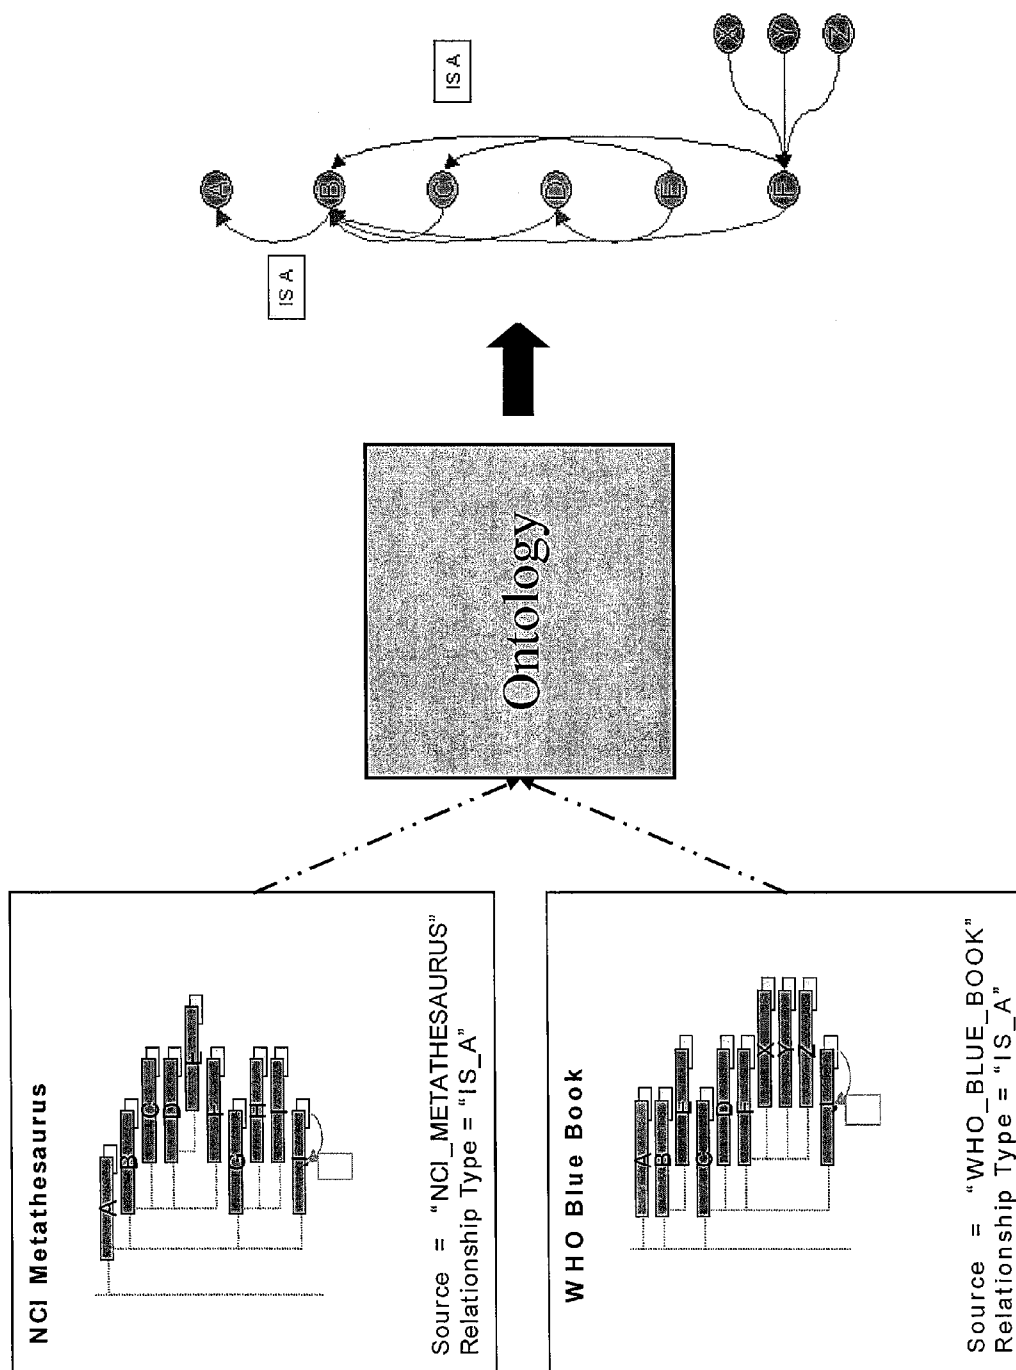 NCI Metathesaurus
A
B
C
D
E
F
G
H
I
J
Source = "NCI_METATHESAURUS"
Relationship Type = "IS_A"
WHO Blue Book
A
B
E
C
D
F
X
Y
Z
J
Source = "WHO_BLUE_BOOK"
Relationship Type = "IS_A"
Ontology
IS A
IS A
A
B
C
D
E
F
X
Y
Z